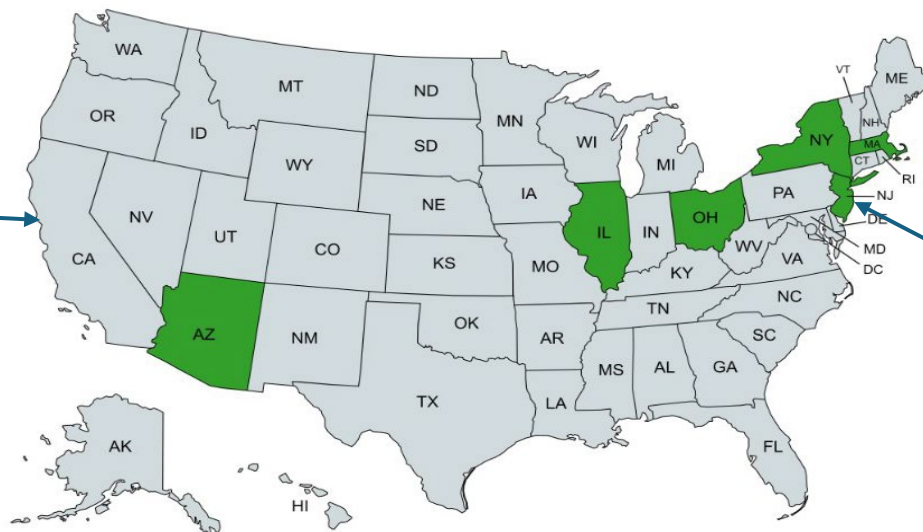 WA
MT
ND
MN
VT
ME
OR
ID
SD
WI
NY
NH
MA
WY
MI
CT
RI
IA
PA
NJ
NV
NE
OH
DE
UT
IL
IN
MD
CA
CO
KS
MO
WV
VA
DC
KY
NC
TN
AZ
NM
OK
AR
SC
MS
AL
GA
TX
LA
AK
FL
HI